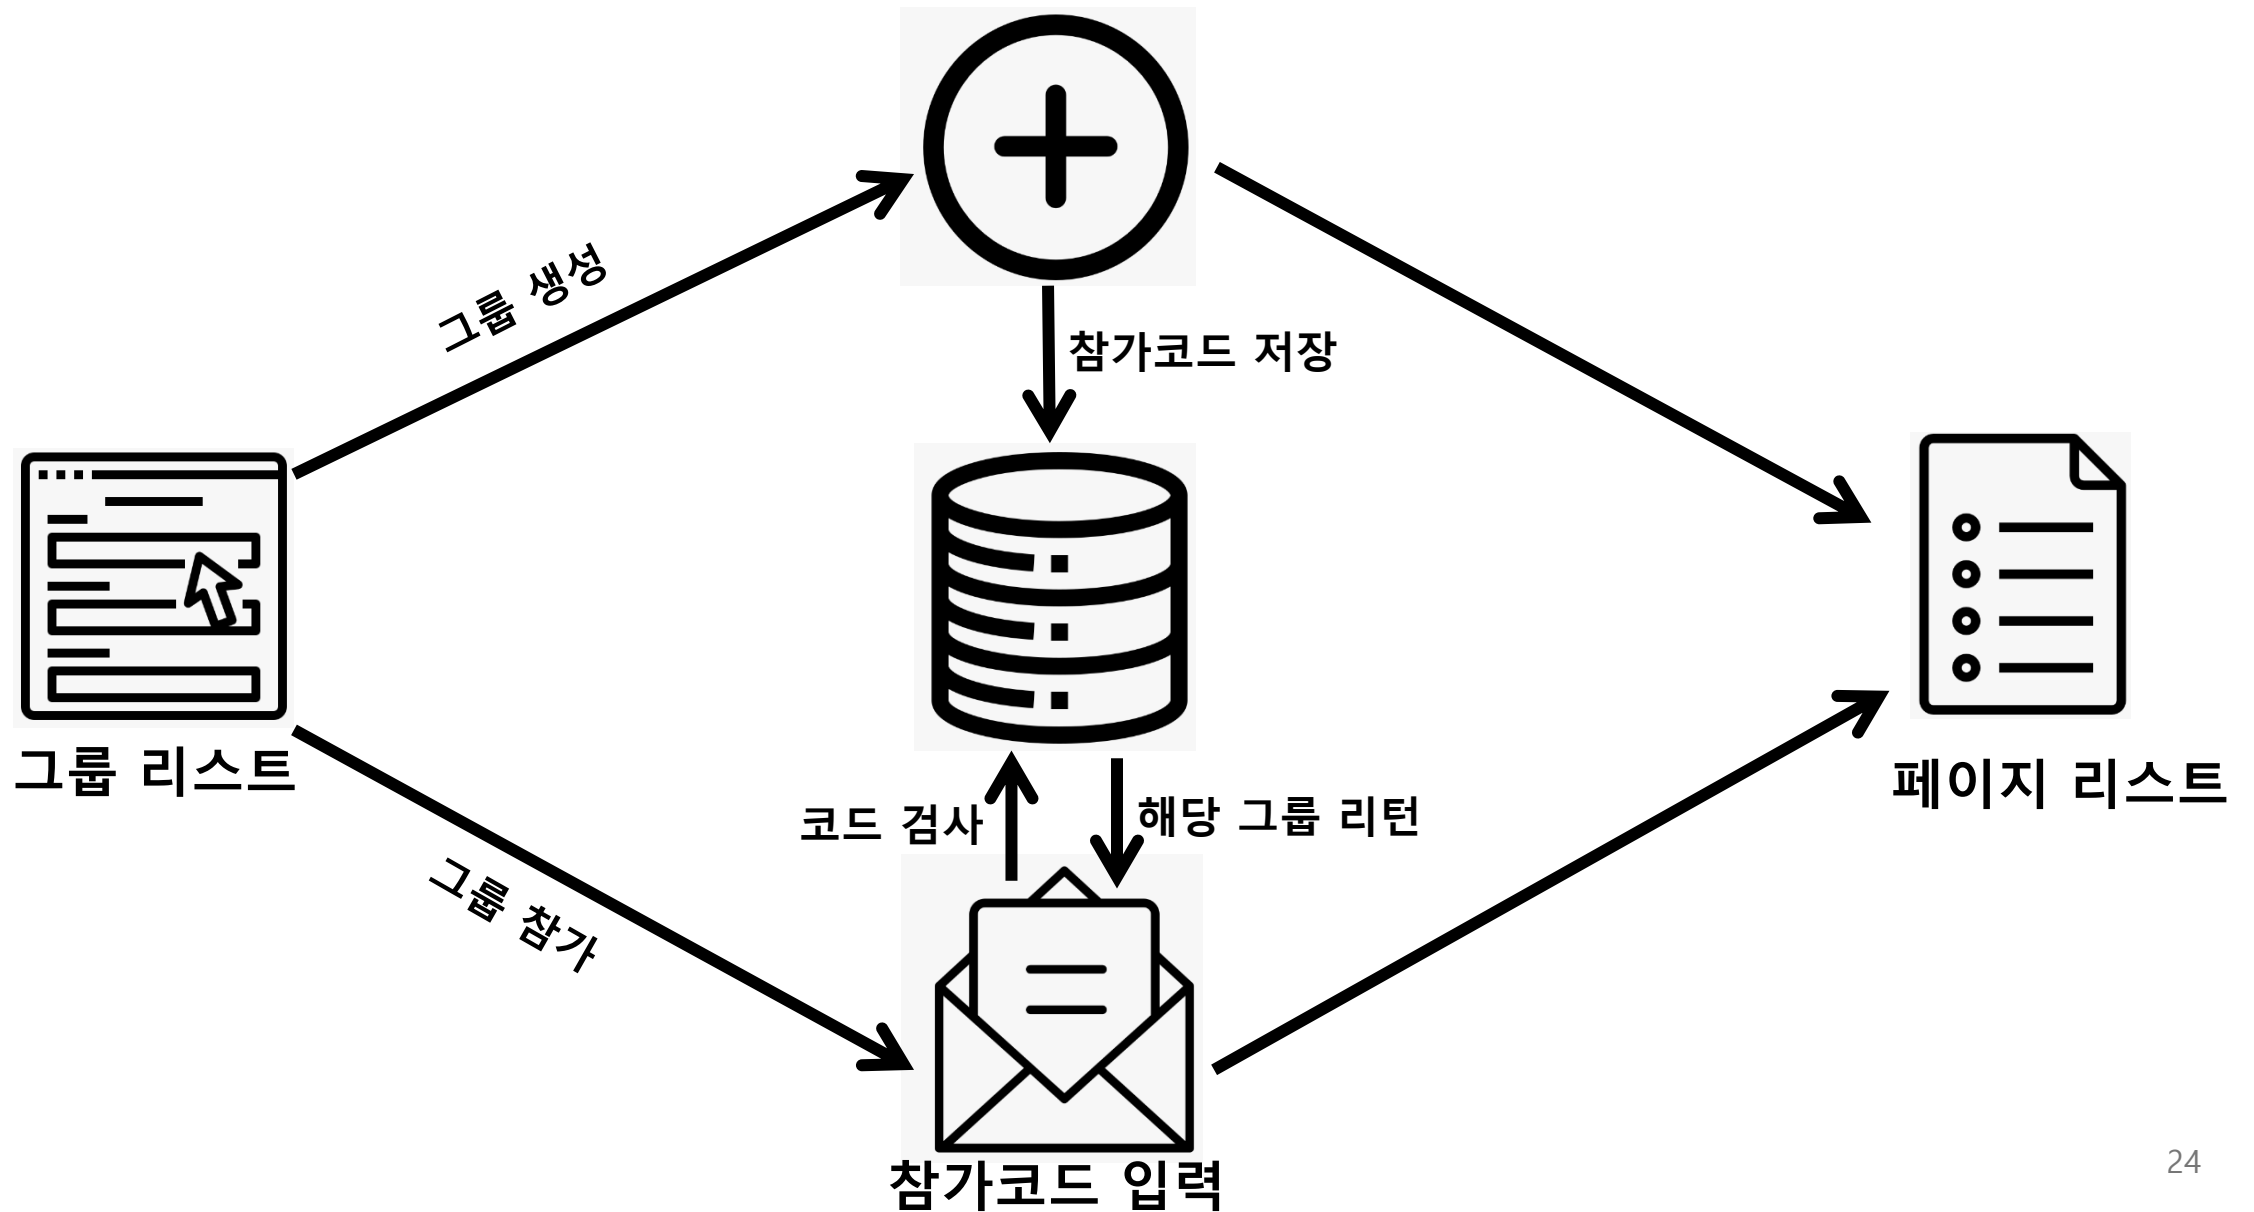 그룹 생성
참가코드 저장
그룹 리스트
페이지 리스트
코드 검사
해당 그룹 리턴
그룹 참가
참가코드 입력
24